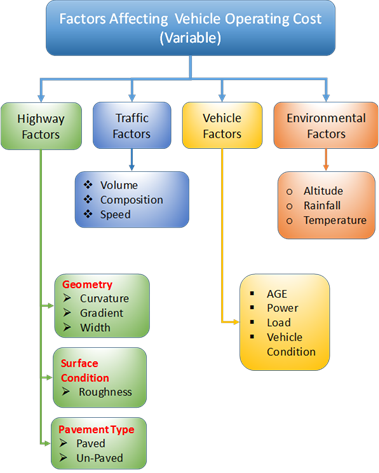 Factors Affecting Vehicle Operating Cost
(Variable)
Highway
Factors
Traffic
Factors
Vehicle
Factors
Environmental
Factors
❖ Volume
❖ Composition
❖ Speed
o Altitude
o Rainfall
o Temperature
Geometry
➢ Curvature
➢ Gradient
➢ Width
▪ AGE
▪ Power
▪ Load
▪ Vehicle
Condition
Surface
Condition
➢ Roughness
Pavement Type
➢ Paved
➢ Un-Paved